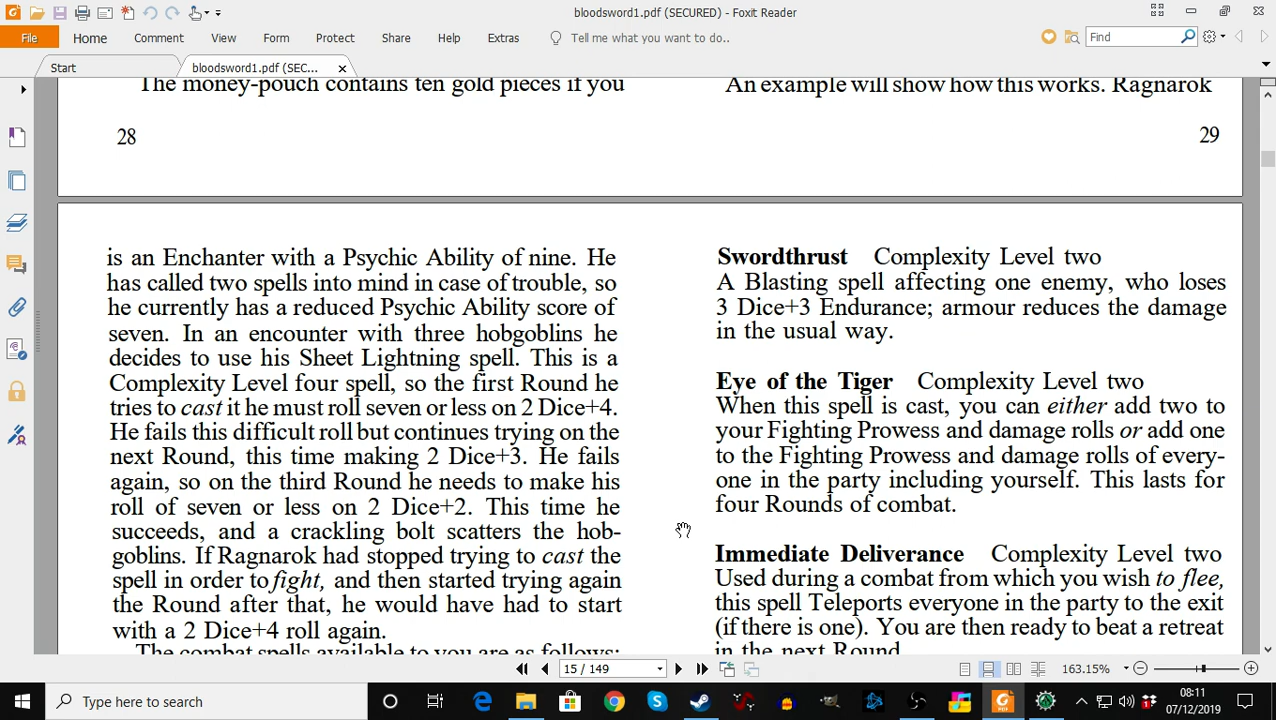 bloodsword1.pdf (SECURED) - Foxit Reader
File
Home
Comment
View
Form
Protect
Share
Help
Extras
Tell me what you want to do..
Find
Start
bloodsword1.pdf (SEC...
The money-pouch contains ten gold pieces if you
28
An example will show how this works. Ragnarok
29
is an Enchanter with a Psychic Ability of nine. He
has called two spells into mind in case of trouble, so
he currently has a reduced Psychic Ability score of
seven. In an encounter with three hobgoblins he
decides to use his Sheet Lightning spell. This is a
Complexity Level four spell, so the first Round he
tries to cast it he must roll seven or less on 2 Dice+4.
He fails this difficult roll but continues trying on the
next Round, this time making 2 Dice+3. He fails
again, so on the third Round he needs to make his
roll of seven or less on 2 Dice+2. This time he
succeeds, and a crackling bolt scatters the hob-
goblins. If Ragnarok had stopped trying to cast the
spell in order to fight, and then started trying again
the Round after that, he would have had to start
with a 2 Dice+4 roll again.
The combat spells available to you are as follows:
Swordthrust Complexity Level two
A Blasting spell affecting one enemy, who loses
3 Dice+3 Endurance; armour reduces the damage
in the usual way.
Eye of the Tiger Complexity Level two
When this spell is cast, you can either add two to
your Fighting Prowess and damage rolls or add one
to the Fighting Prowess and damage rolls of every-
one in the party including yourself. This lasts for
four Rounds of combat.
Immediate Deliverance Complexity Level two
Used during a combat from which you wish to flee,
this spell Teleports everyone in the party to the exit
(if there is one). You are then ready to beat a retreat
in the next Round.
15 / 149
163.15%
Type here to search
08:11
07/12/2019